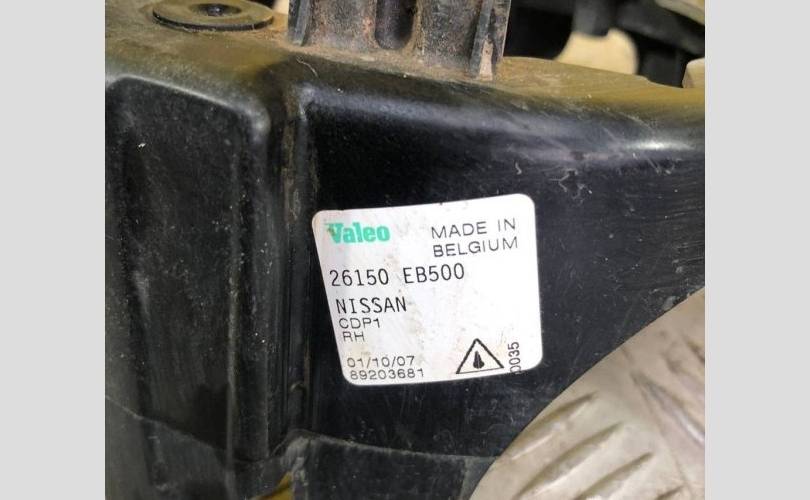 Valeo MADE IN
BELGIUM
26150 EB500
NISSAN
CDP1
RH
01/10/07
89203681
0035